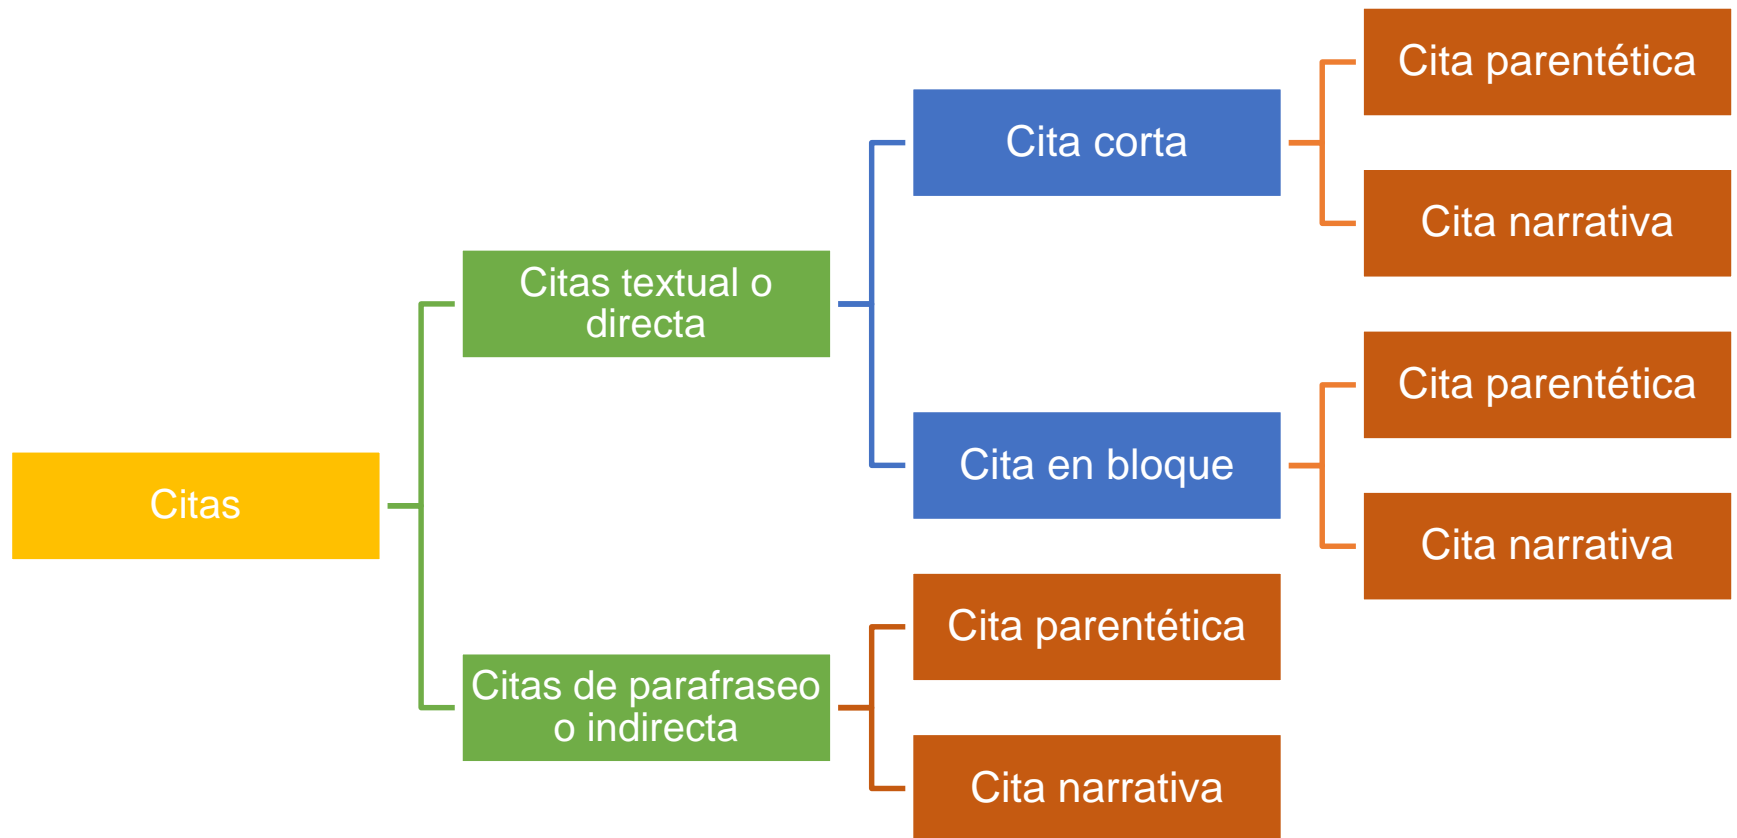 Citas
Citas textual o
directa
Cita corta
Cita parentética
Cita narrativa
Cita en bloque
Cita parentética
Cita narrativa
Citas de parafraseo
o indirecta
Cita parentética
Cita narrativa